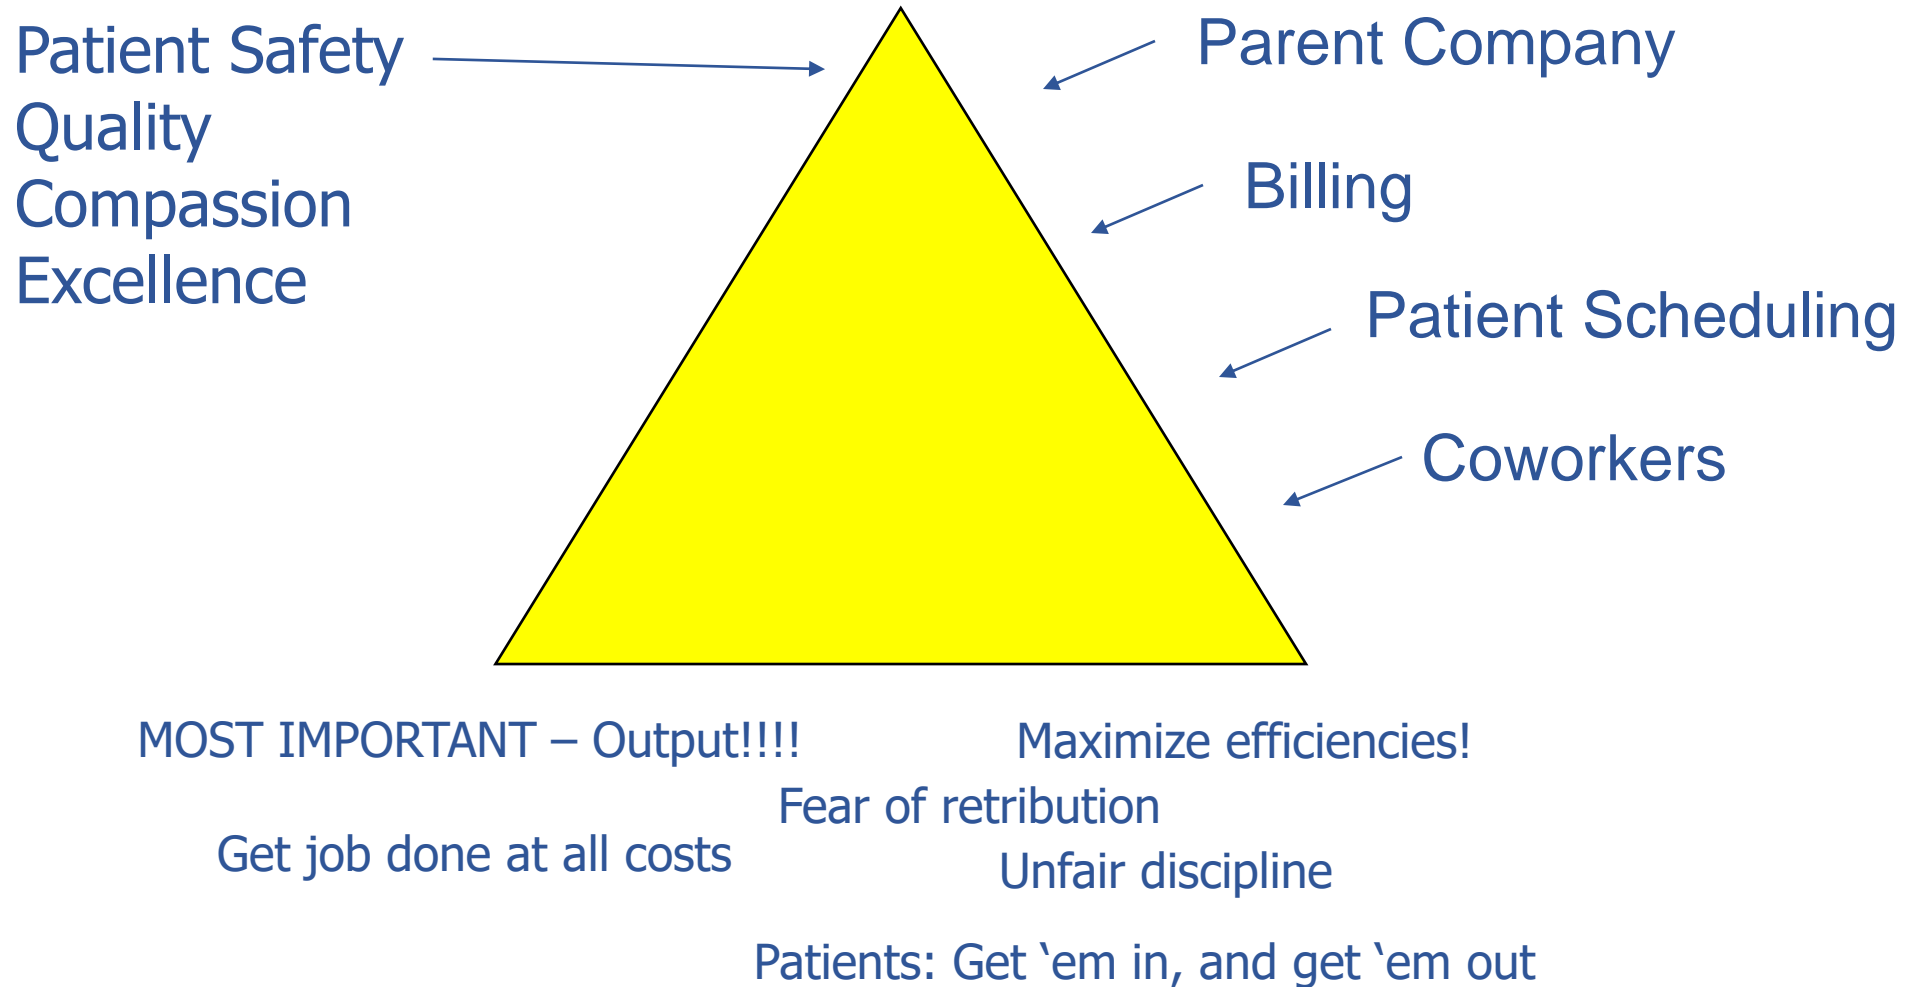 Patient Safety
Quality
Compassion
Excellence
Parent Company
Billing
Patient Scheduling
Coworkers
MOST IMPORTANT – Output!!!!
Maximize efficiencies!
Fear of retribution
Get job done at all costs
Unfair discipline
Patients: Get ‘em in, and get ‘em out